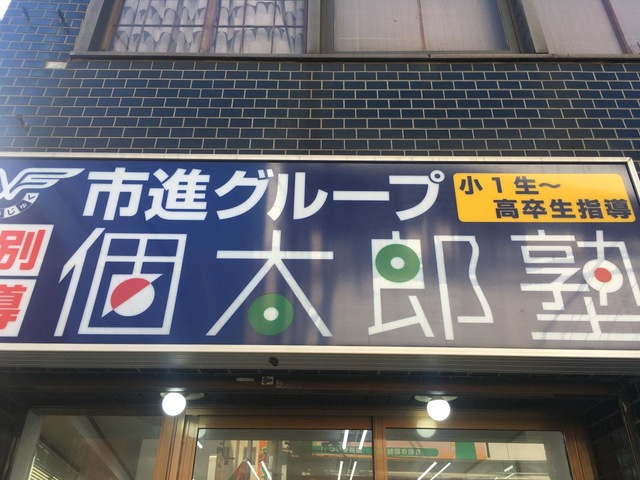 市進グループ
小1生～
高卒生指導
別
導
個太郎塾